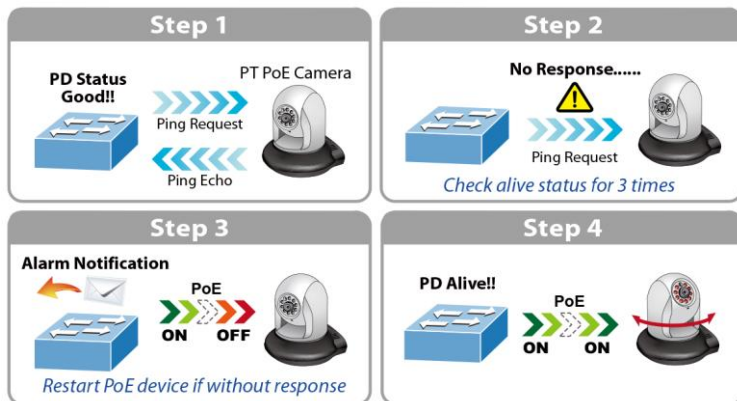 Step 1
PD Status
Good!!
PT PoE Camera
Ping Request
Ping Echo
Step 2
No Response......
Ping Request
Check alive status for 3 times
Step 3
Alarm Notification
PoE
ON OFF
Restart PoE device if without response
Step 4
PD Alive!!
PoE
ON ON